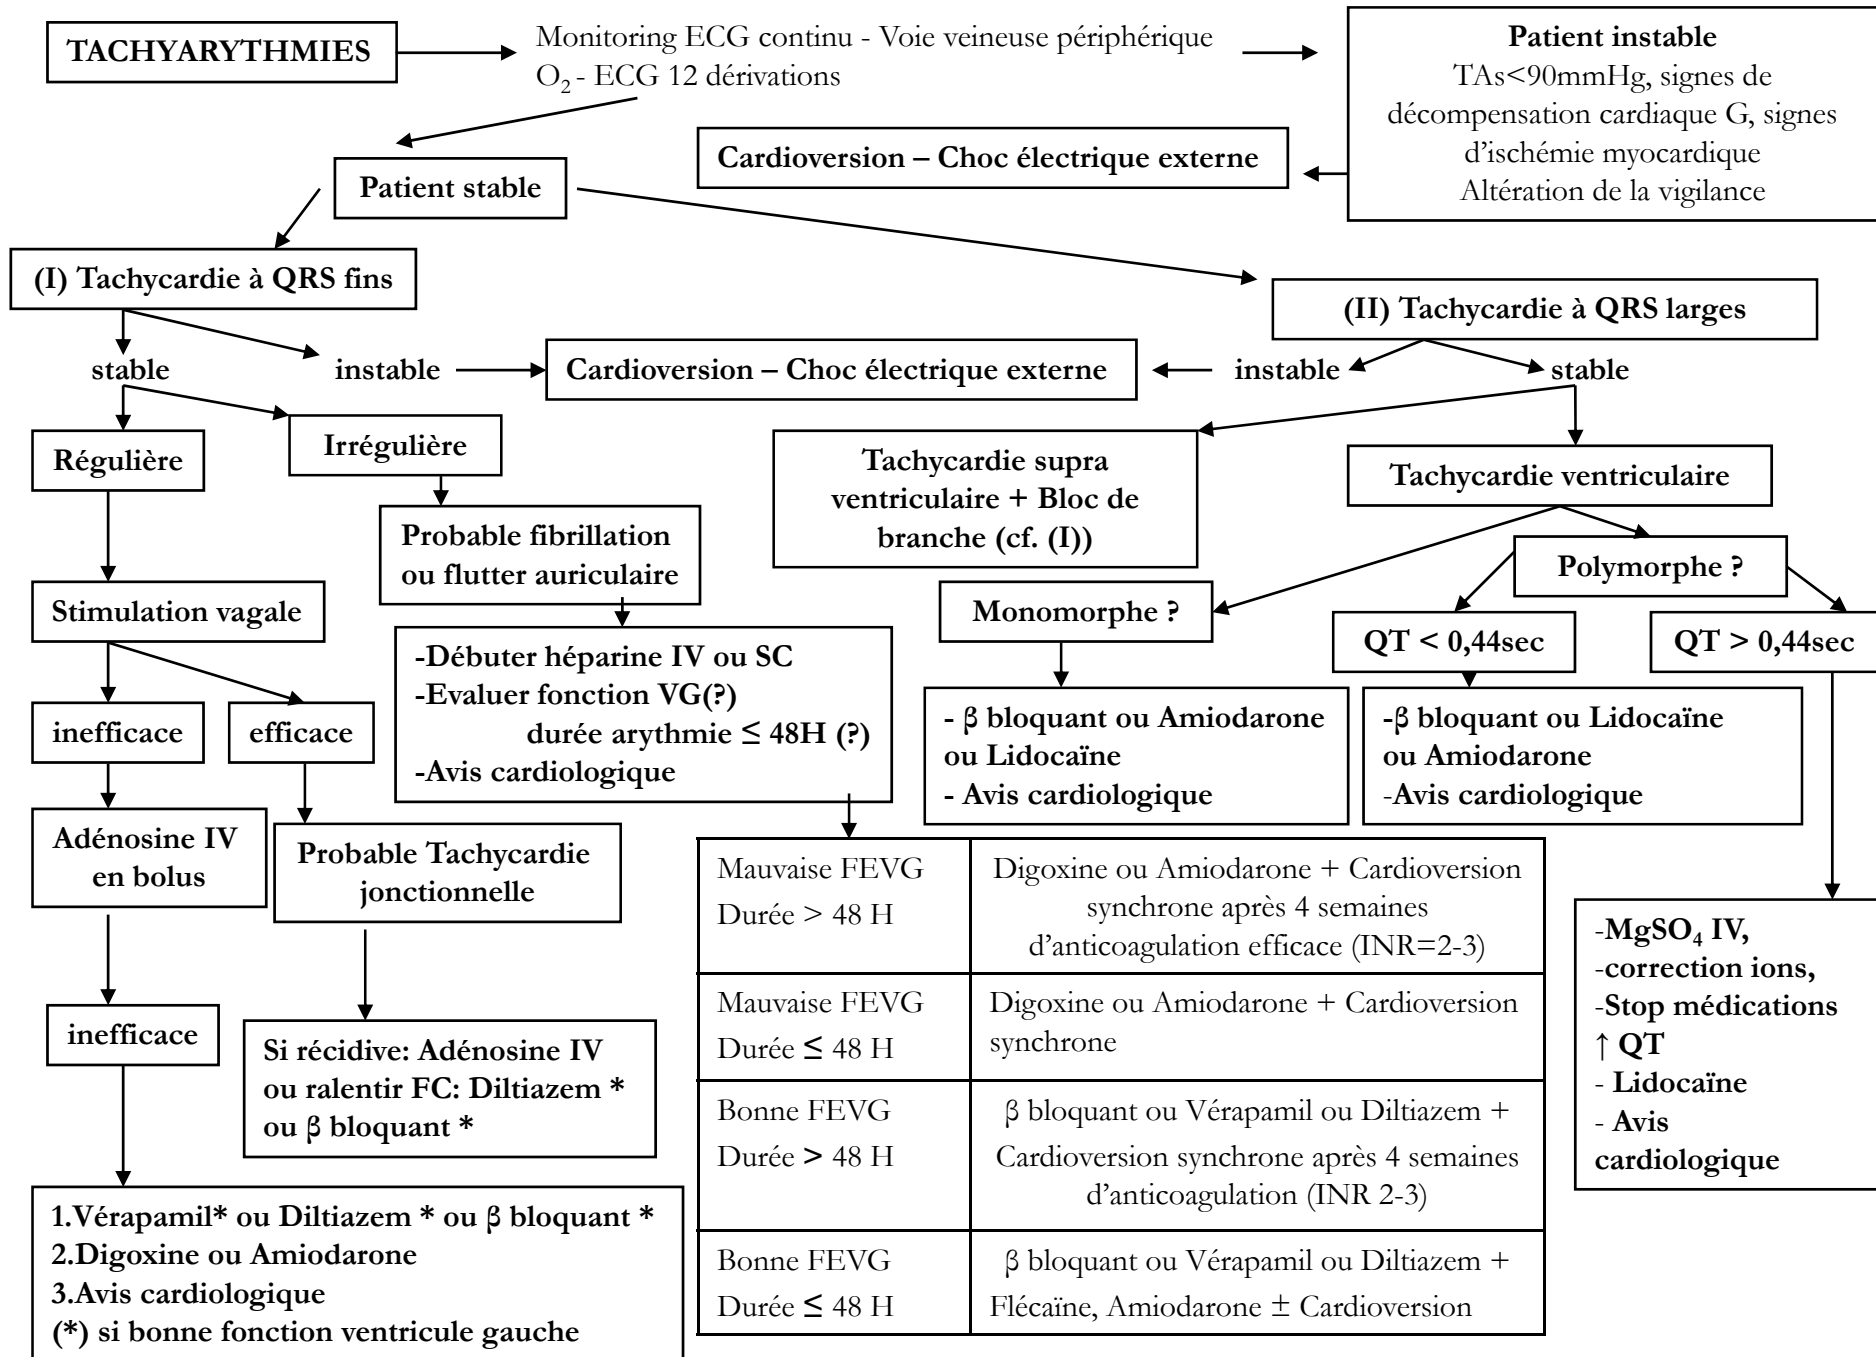 TACHYARYTHMIES
Monitoring ECG continu - Voie veineuse périphérique
O₂ - ECG 12 dérivations
Patient instable
TAs<90mmHg, signes de
décompensation cardiaque G, signes
d’ischémie myocardique
Altération de la vigilance
Cardioversion – Choc électrique externe
Patient stable
(I) Tachycardie à QRS fins
(II) Tachycardie à QRS larges
stable
instable
Cardioversion – Choc électrique externe
instable
stable
Régulière
Irrégulière
Tachycardie supra
ventriculaire + Bloc de
branche (cf. (I))
Tachycardie ventriculaire
Probable fibrillation
ou flutter auriculaire
Polymorphe ?
Stimulation vagale
Monomorphe ?
QT < 0,44sec
QT > 0,44sec
-Débuter héparine IV ou SC
-Evaluer fonction VG(?)
durée arythmie ≤ 48H (?)
-Avis cardiologique
inefficace
efficace
- β bloquant ou Amiodarone
ou Lidocaïne
- Avis cardiologique
-β bloquant ou Lidocaïne
ou Amiodarone
-Avis cardiologique
Adénosine IV
en bolus
Probable Tachycardie
jonctionnelle
Mauvaise FEVG
Durée > 48 H
Digoxine ou Amiodarone + Cardioversion
synchrone après 4 semaines
d’anticoagulation efficace (INR=2-3)
Mauvaise FEVG
Durée ≤ 48 H
Digoxine ou Amiodarone + Cardioversion
synchrone
Bonne FEVG
Durée > 48 H
β bloquant ou Vérapamil ou Diltiazem +
Cardioversion synchrone après 4 semaines
d’anticoagulation (INR 2-3)
Bonne FEVG
Durée ≤ 48 H
β bloquant ou Vérapamil ou Diltiazem +
Flécaïne, Amiodarone ± Cardioversion
-MgSO₄ IV,
-correction ions,
-Stop médications
↑ QT
- Lidocaïne
- Avis
cardiologique
inefficace
Si récidive: Adénosine IV
ou ralentir FC: Diltiazem *
ou β bloquant *
1.Vérapamil* ou Diltiazem * ou β bloquant *
2.Digoxine ou Amiodarone
3.Avis cardiologique
(*) si bonne fonction ventricule gauche